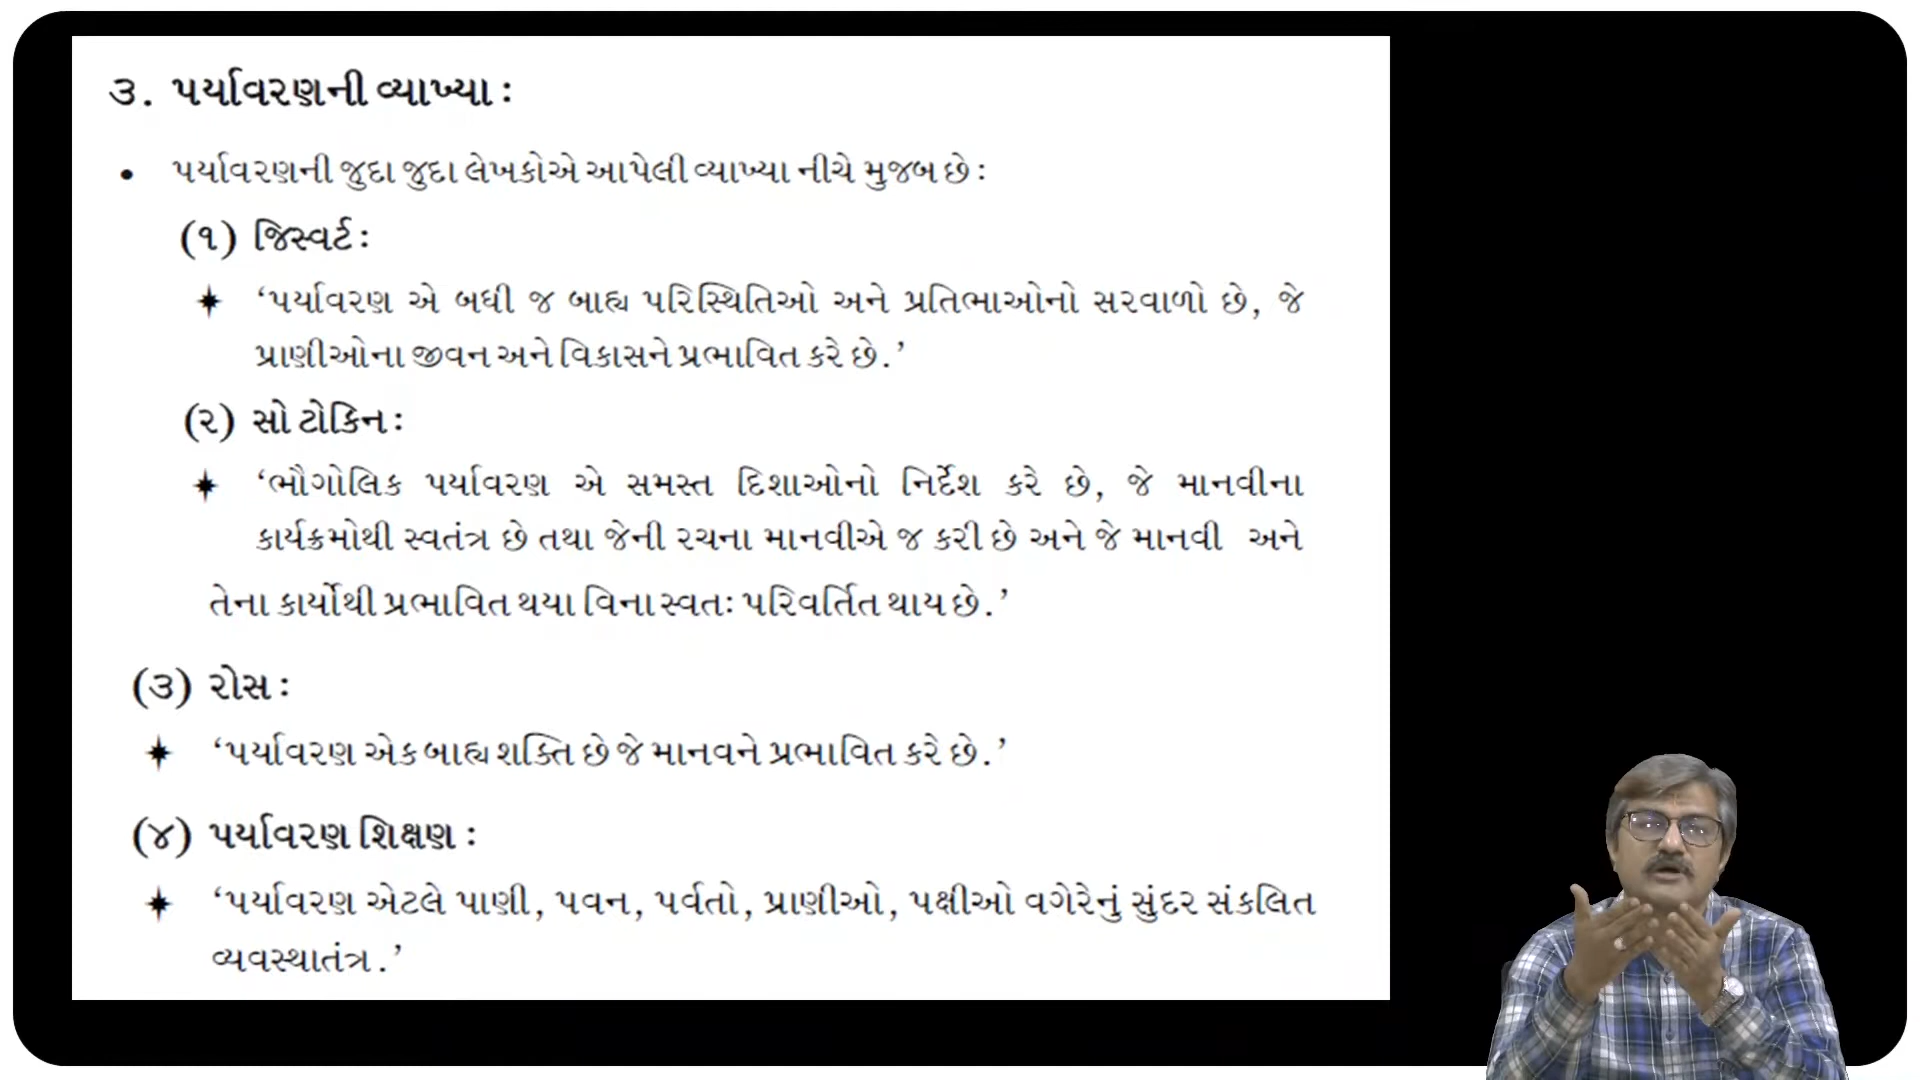 ૩. પર્યાવરણની વ્યાખ્યા :
• પર્યાવરણની જુદા જુદા લેખકોએ આપેલી વ્યાખ્યા નીચે મુજબ છે :
(૧) જિસ્વર્ટ :
‘પર્યાવરણ એ બધી જ બાહ્ય પરિસ્થિતિઓ અને પ્રતિભાઓનો સરવાળો છે, જે
પ્રાણીઓના જીવન અને વિકાસને પ્રભાવિત કરે છે.’
(૨) સો ટોકિન :
‘ભૌગોલિક પર્યાવરણ એ સમસ્ત દિશાઓનો નિર્દેશ કરે છે, જે માનવીના
કાર્યક્રમોથી સ્વતંત્ર છે તથા જેની રચના માનવીએ જ કરી છે અને જે માનવી અને
તેના કાર્યોથી પ્રભાવિત થયા વિના સ્વતઃ પરિવર્તિત થાય છે.’
(૩) રોસ :
‘પર્યાવરણ એક બાહ્ય શક્તિ છે જે માનવને પ્રભાવિત કરે છે.’
(૪) પર્યાવરણ શિક્ષણ :
‘પર્યાવરણ એટલે પાણી, પવન, પર્વતો, પ્રાણીઓ, પક્ષીઓ વગેરેનું સુંદર સંકલિત
વ્યવસ્થાતંત્ર.’